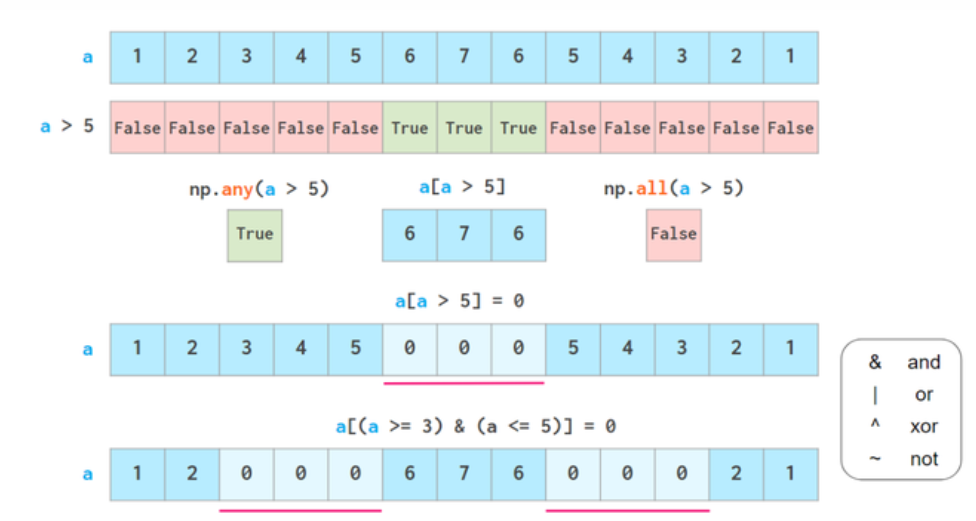 a 1 2 3 4 5 6 7 6 5 4 3 2 1
a > 5 False False False False False True True True False False False False False
np.any(a > 5) a[a > 5] np.all(a > 5)
True 6 7 6 False
a[a > 5] = 0
a 1 2 3 4 5 0 0 0 5 4 3 2 1
a[(a >= 3) & (a <= 5)] = 0
a 1 2 0 0 0 6 7 6 0 0 0 2 1
& and
| or
^ xor
~ not